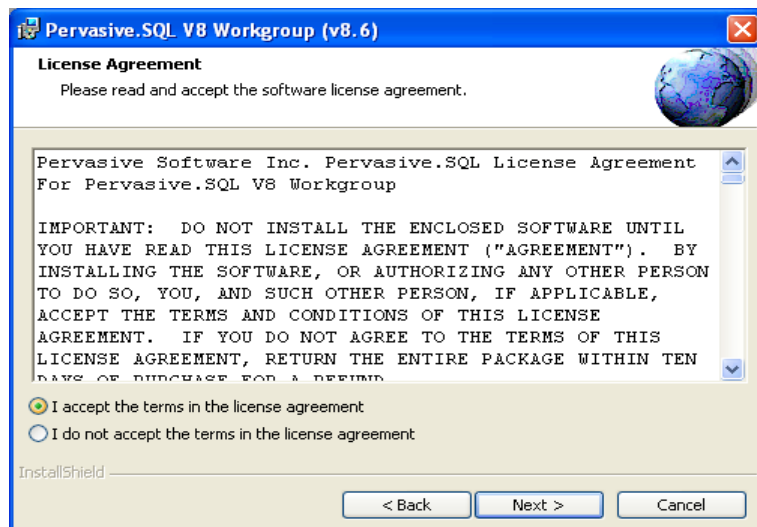 Pervasive.SQL V8 Workgroup (v8.6)
License Agreement
Please read and accept the software license agreement.
Pervasive Software Inc. Pervasive.SQL License Agreement
For Pervasive.SQL V8 Workgroup
IMPORTANT:  DO NOT INSTALL THE ENCLOSED SOFTWARE UNTIL
YOU HAVE READ THIS LICENSE AGREEMENT ("AGREEMENT").  BY
INSTALLING THE SOFTWARE, OR AUTHORIZING ANY OTHER PERSON
TO DO SO, YOU, AND SUCH OTHER PERSON, IF APPLICABLE,
ACCEPT THE TERMS AND CONDITIONS OF THIS LICENSE
AGREEMENT.  IF YOU DO NOT AGREE TO THE TERMS OF THIS
LICENSE AGREEMENT, RETURN THE ENTIRE PACKAGE WITHIN TEN
DAYS OF PURCHASE FOR A REFUND
I accept the terms in the license agreement
I do not accept the terms in the license agreement
InstallShield
< Back Next > Cancel